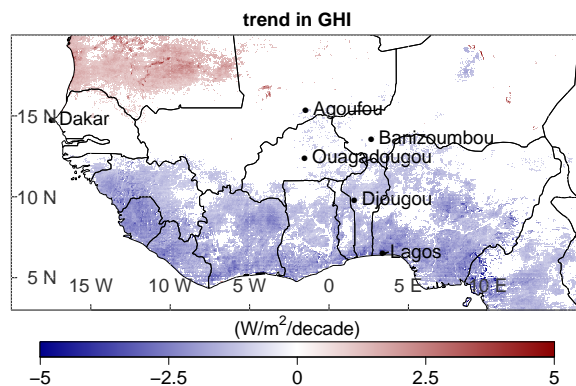 trend in GHI
15 N
Dakar
Agoufou
Banizoumbou
Ouagadougou
10 N
Djougou
Lagos
5 N
15 W
10 W
5 W
0
5 E
10 E
(W/m²/decade)
−5
−2.5
0
2.5
5